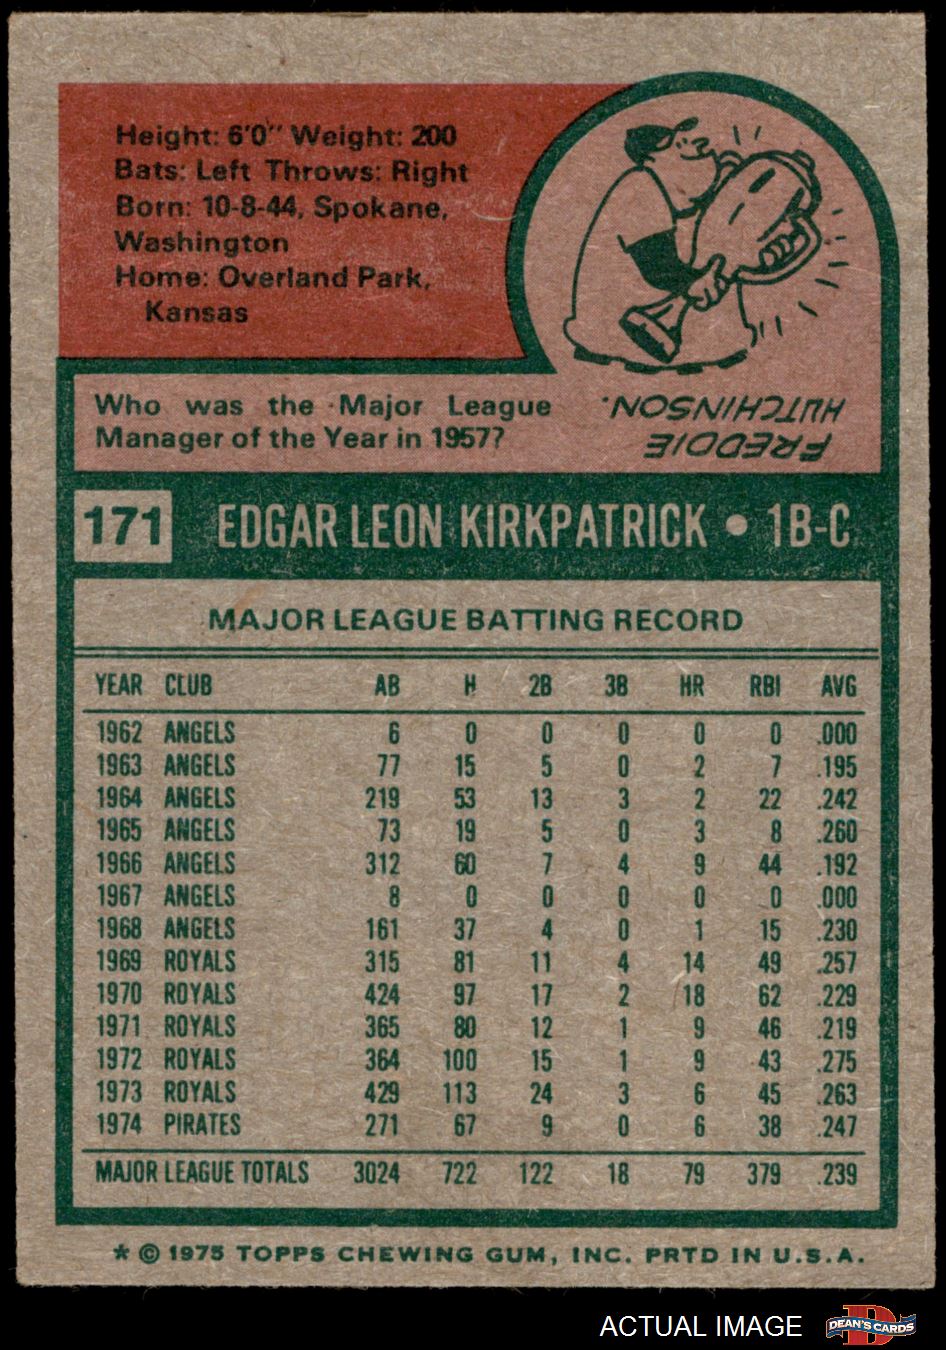 Height: 6'0" Weight: 200
Bats: Left Throws: Right
Born: 10-8-44, Spokane,
Washington
Home: Overland Park,
Kansas
Who was the Major League
Manager of the Year in 1957?
FREDDIE
HUTCHINSON.
171 EDGAR LEON KIRKPATRICK • 1B-C
MAJOR LEAGUE BATTING RECORD
YEAR CLUB AB H 2B 3B HR RBI AVG
1962 ANGELS 6 0 0 0 0 0 .000
1963 ANGELS 77 15 5 0 2 7 .195
1964 ANGELS 219 53 13 3 2 22 .242
1965 ANGELS 73 19 5 0 3 8 .260
1966 ANGELS 312 60 7 4 9 44 .192
1967 ANGELS 8 0 0 0 0 0 .000
1968 ANGELS 161 37 4 0 1 15 .230
1969 ROYALS 315 81 11 4 14 49 .257
1970 ROYALS 424 97 17 2 18 62 .229
1971 ROYALS 365 80 12 1 9 46 .219
1972 ROYALS 364 100 15 1 9 43 .275
1973 ROYALS 429 113 24 3 6 45 .263
1974 PIRATES 271 67 9 0 6 38 .247
MAJOR LEAGUE TOTALS 3024 722 122 18 79 379 .239
* © 1975 TOPPS CHEWING GUM, INC. PRTD IN U.S.A.
ACTUAL IMAGE
D
DEAN'S CARDS